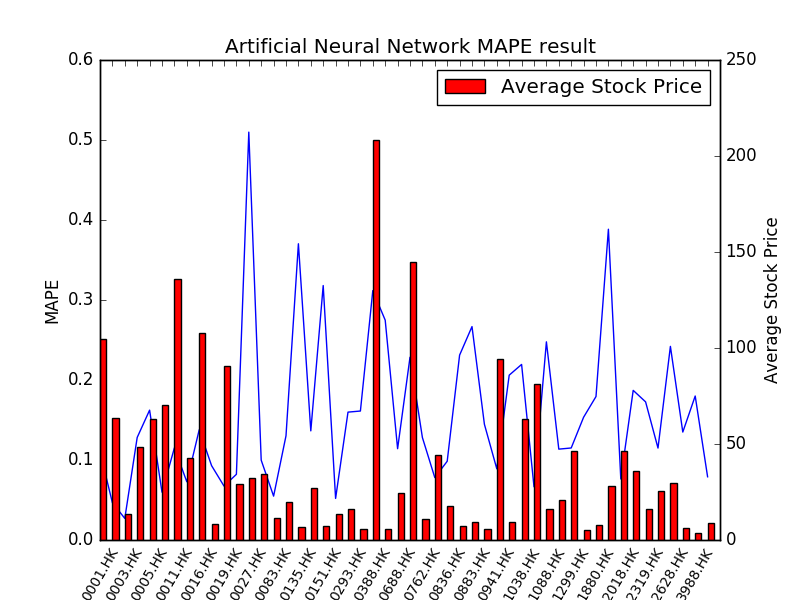 Artificial Neural Network MAPE result
Average Stock Price
0.6
0.5
0.4
0.3
0.2
0.1
0.0
MAPE
250
200
150
100
50
0
Average Stock Price
0001.HK
0003.HK
0005.HK
0011.HK
0016.HK
0019.HK
0027.HK
0083.HK
0135.HK
0151.HK
0293.HK
0388.HK
0688.HK
0762.HK
0836.HK
0883.HK
0941.HK
1038.HK
1088.HK
1299.HK
1880.HK
2018.HK
2319.HK
2628.HK
3988.HK